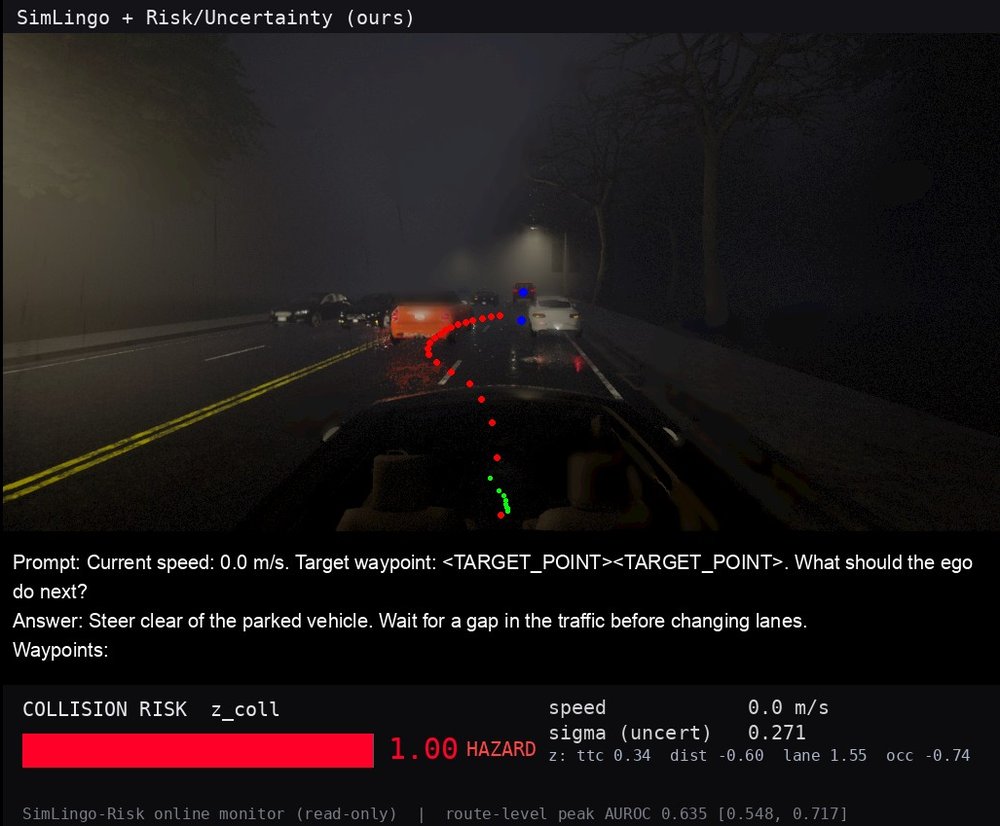 SimLingo + Risk/Uncertainty (ours)
Prompt: Current speed: 0.0 m/s. Target waypoint: <TARGET_POINT><TARGET_POINT>. What should the ego
do next?
Answer: Steer clear of the parked vehicle. Wait for a gap in the traffic before changing lanes.
Waypoints:
COLLISION RISK z_coll
1.00 HAZARD
speed 0.0 m/s
sigma (uncert) 0.271
z: ttc 0.34 dist -0.60 lane 1.55 occ -0.74
SimLingo-Risk online monitor (read-only) | route-level peak AUROC 0.635 [0.548, 0.717]